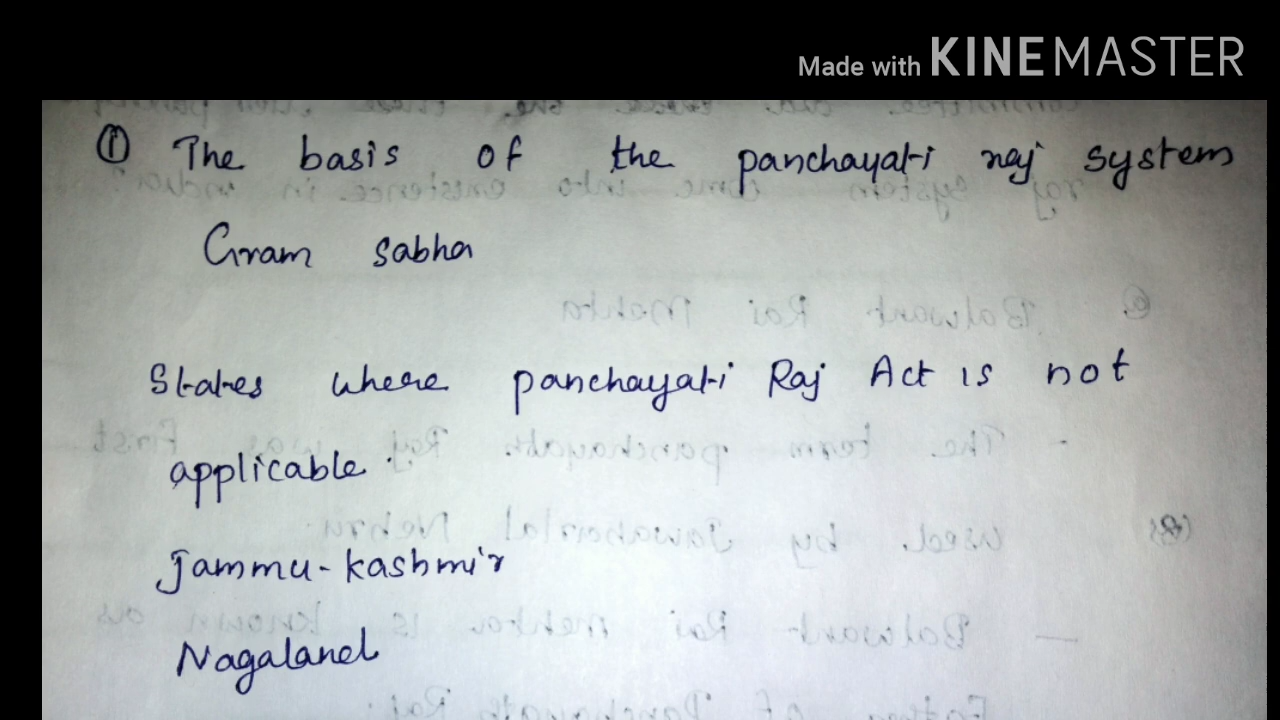 Made with KINEMASTER
① The basis of the panchayati raj system
Gram sabha
States where panchayati Raj Act is not
applicable .
Jammu - kashmir
Nagaland